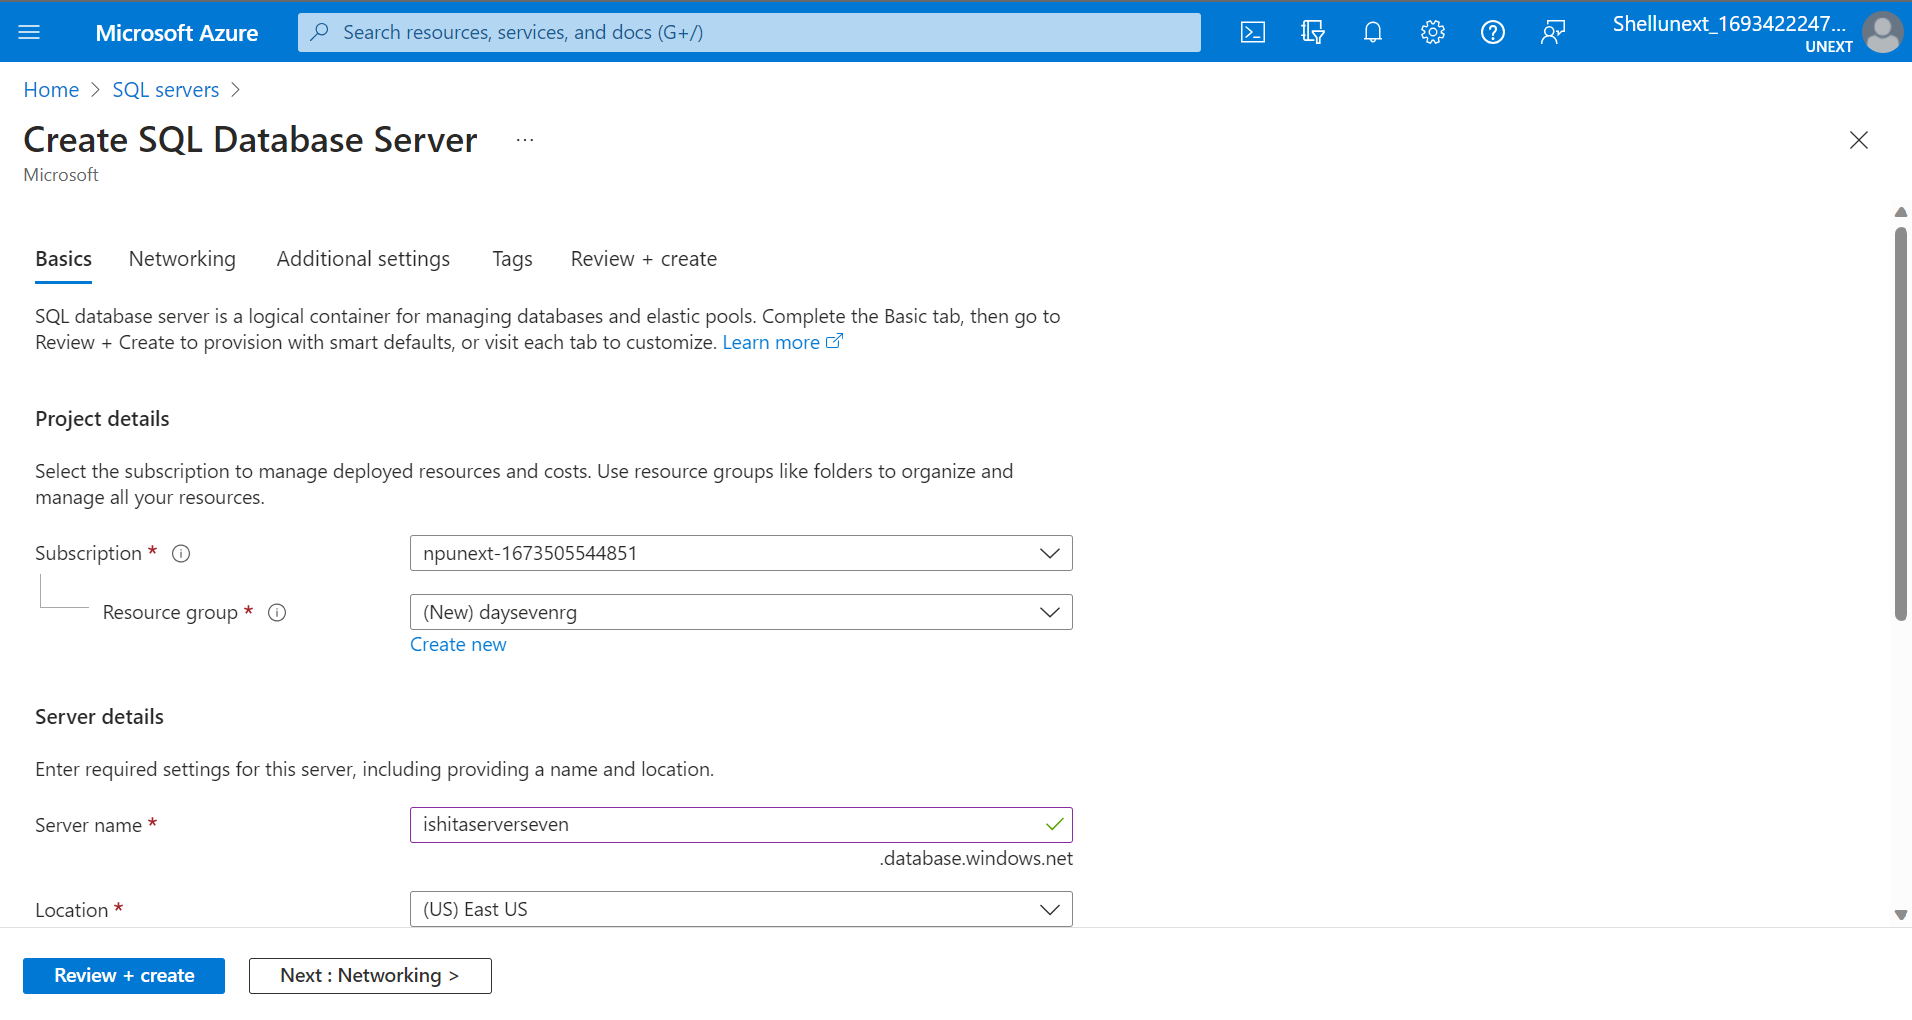 Microsoft Azure
Search resources, services, and docs (G+/)
Shellunext_1693422247...
UNEXT
Home > SQL servers >
Create SQL Database Server ...
Microsoft
Basics Networking Additional settings Tags Review + create
SQL database server is a logical container for managing databases and elastic pools. Complete the Basic tab, then go to
Review + Create to provision with smart defaults, or visit each tab to customize. Learn more
Project details
Select the subscription to manage deployed resources and costs. Use resource groups like folders to organize and
manage all your resources.
Subscription * npunext-1673505544851
Resource group * (New) daysevenrg
Create new
Server details
Enter required settings for this server, including providing a name and location.
Server name * ishitaserverseven
.database.windows.net
Location * (US) East US
Review + create Next : Networking >